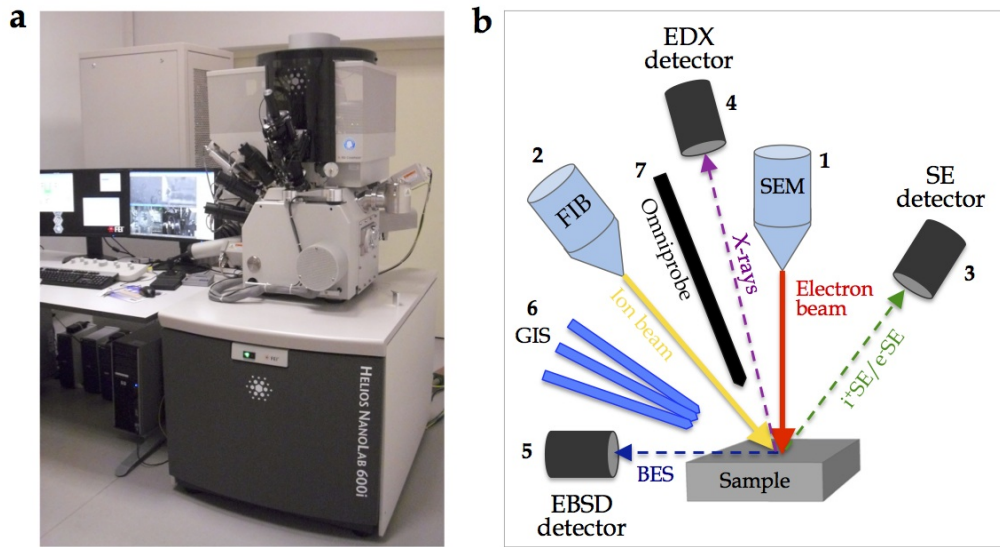 a
HELIOS NANOLAB 600i
b
EDX
detector
4
2
7
1
FIB
SEM
SE
detector
3
Omniprobe
X-rays
Electron
beam
Ion beam
6
GIS
i⁺SE/e⁻SE
5
BES
Sample
EBSD
detector